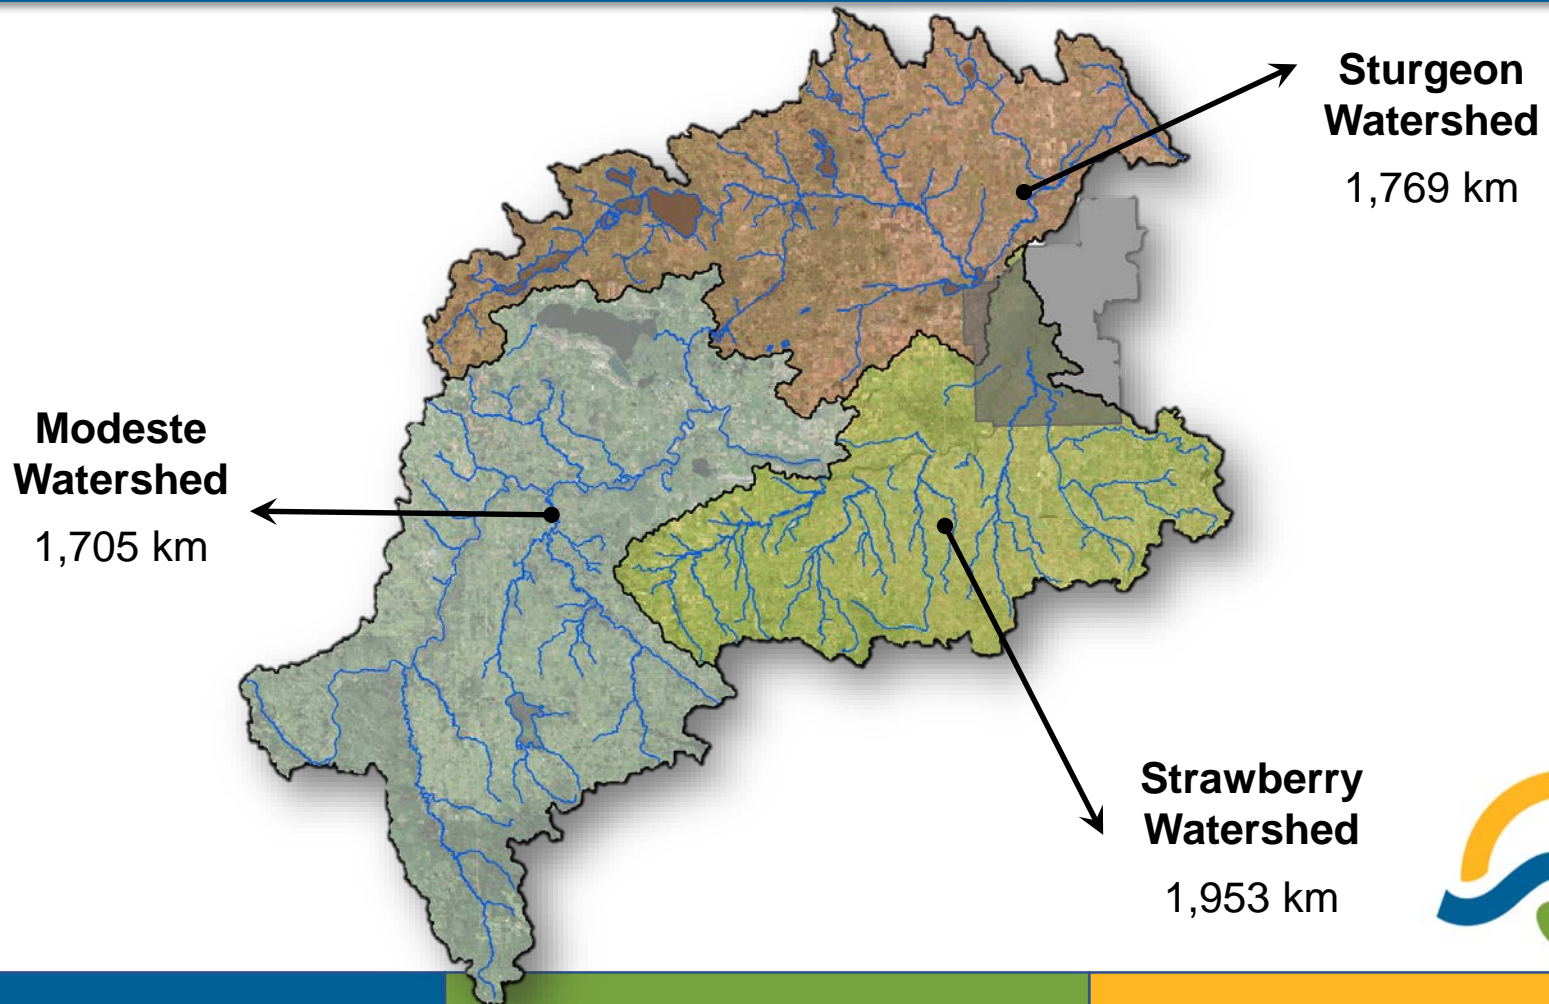 Sturgeon
Watershed
1,769 km
Modeste
Watershed
1,705 km
Strawberry
Watershed
1,953 km